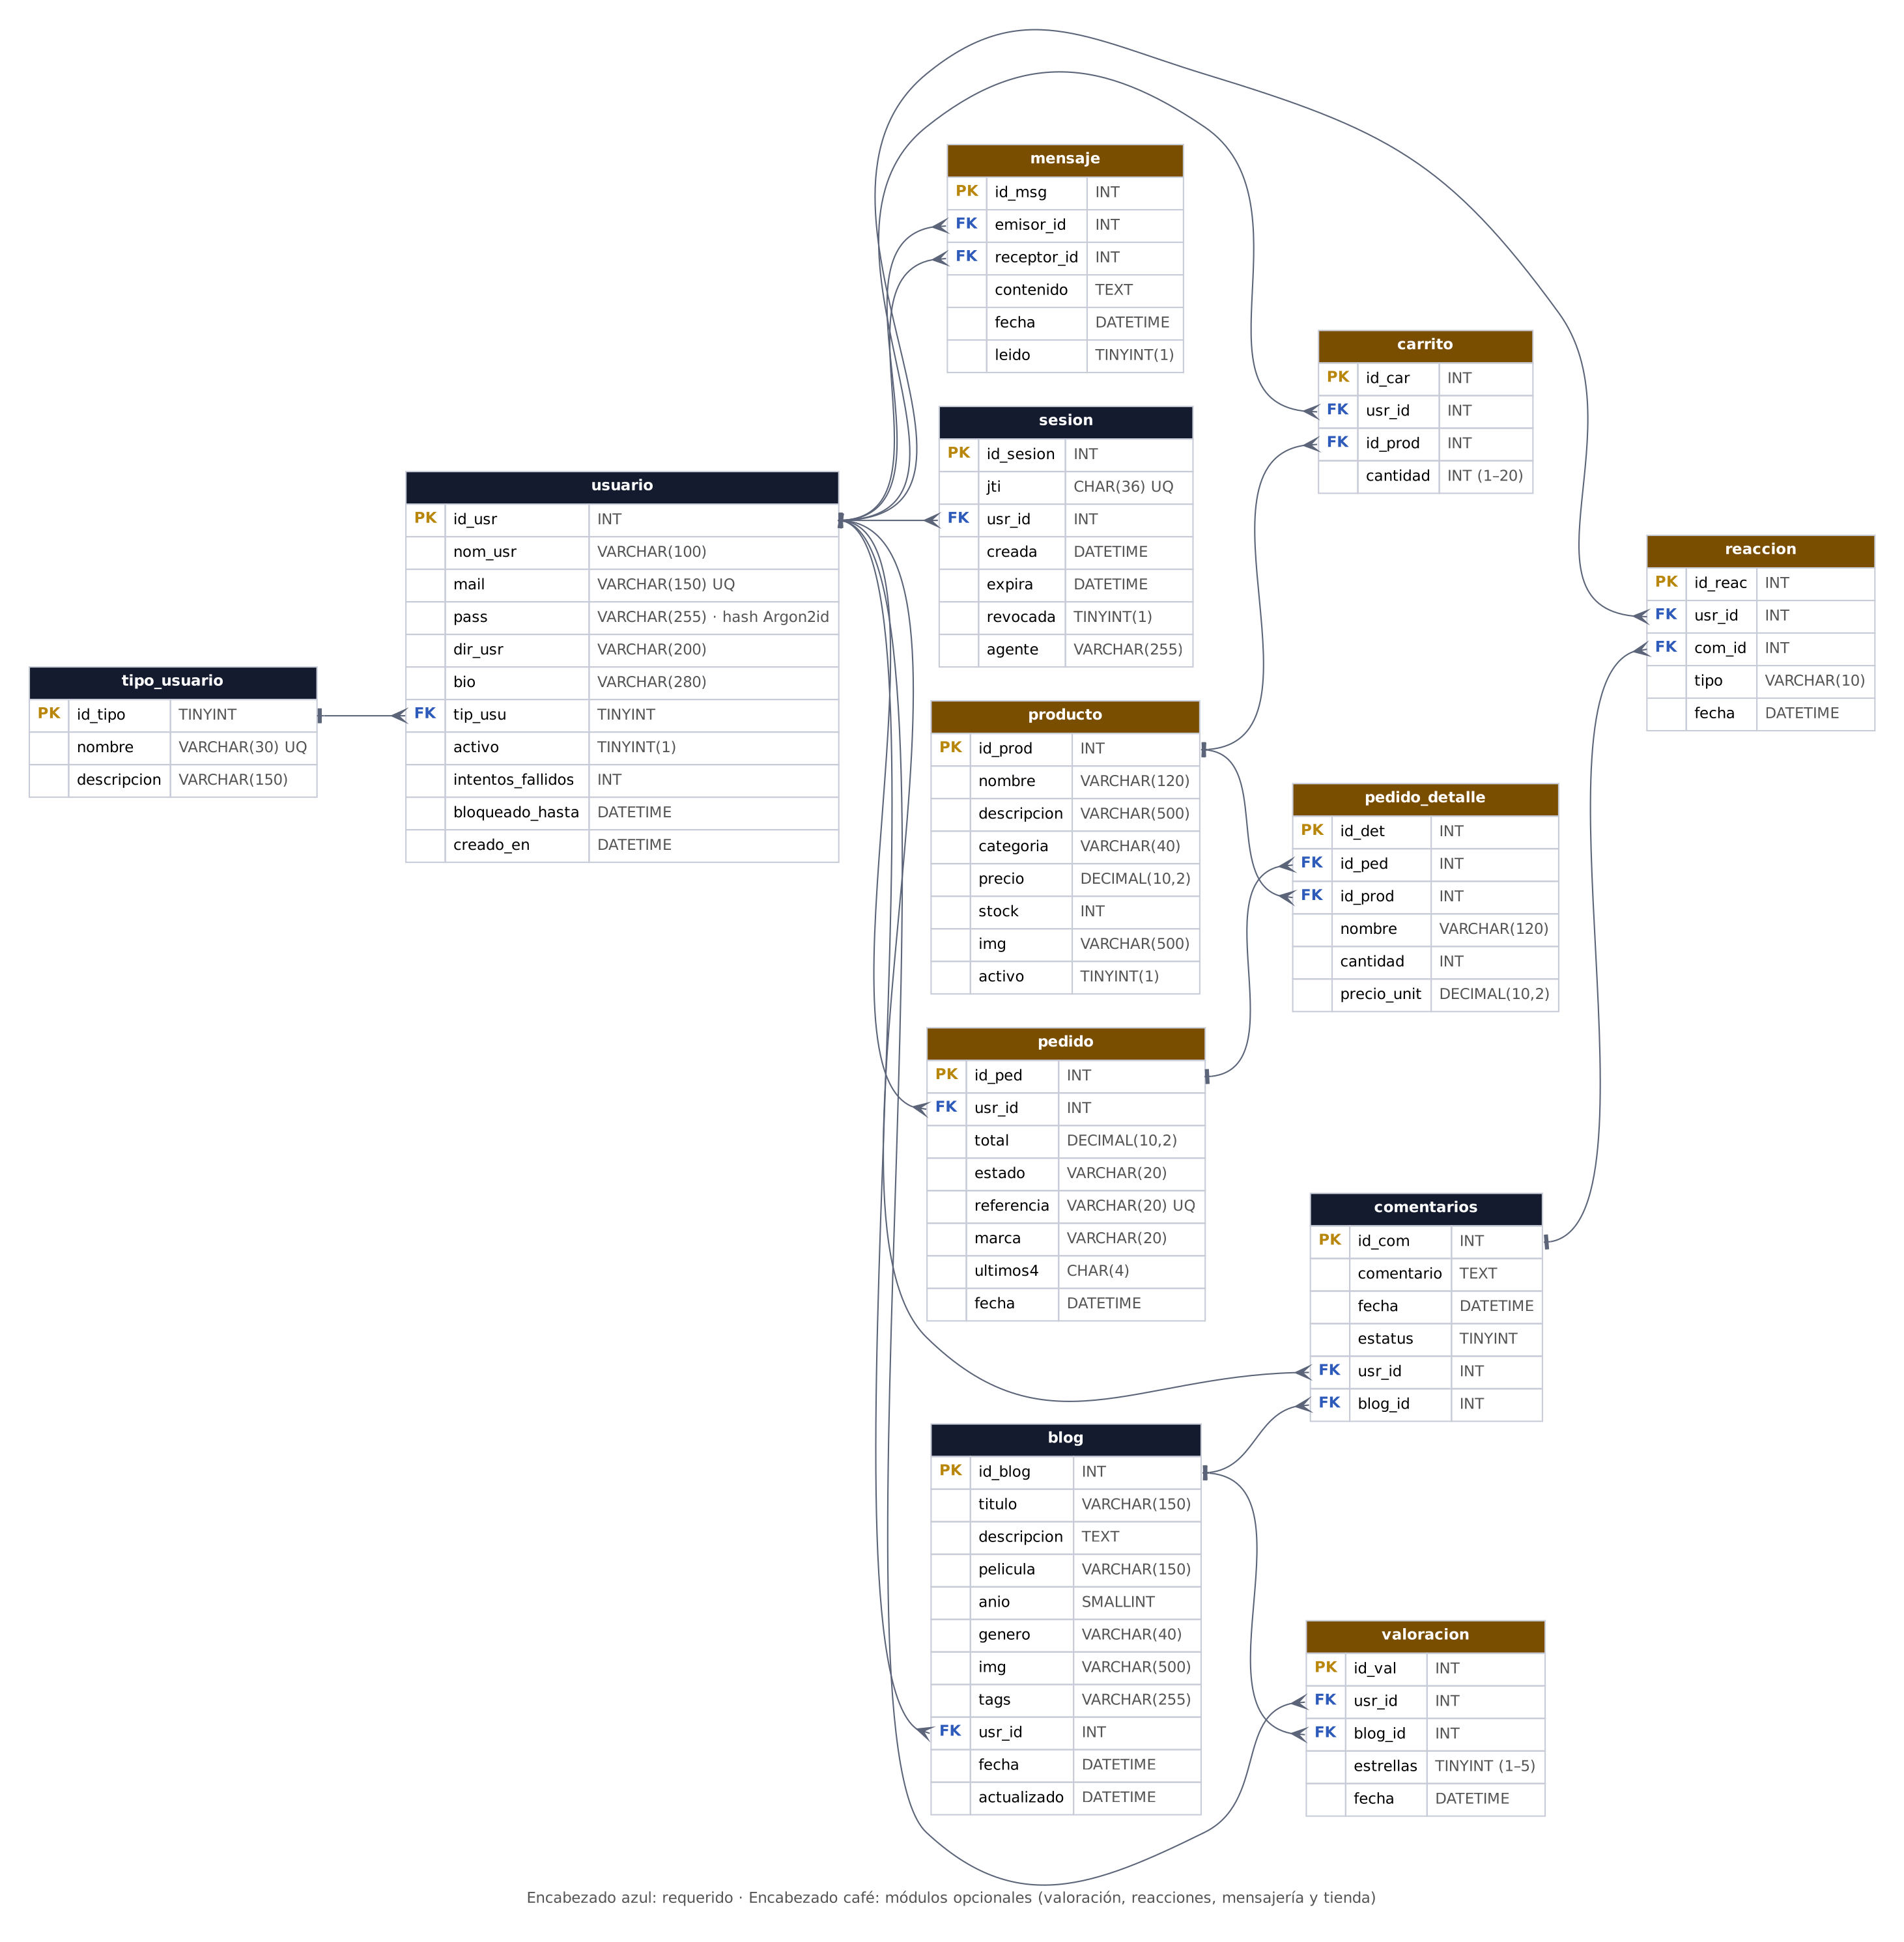 mensaje
PK id_msg INT
FK emisor_id INT
FK receptor_id INT
contenido TEXT
fecha DATETIME
leido TINYINT(1)
carrito
PK id_car INT
FK usr_id INT
FK id_prod INT
cantidad INT (1–20)
sesion
PK id_sesion INT
jti CHAR(36) UQ
FK usr_id INT
creada DATETIME
expira DATETIME
revocada TINYINT(1)
agente VARCHAR(255)
usuario
PK id_usr INT
nom_usr VARCHAR(100)
mail VARCHAR(150) UQ
pass VARCHAR(255) · hash Argon2id
dir_usr VARCHAR(200)
bio VARCHAR(280)
FK tip_usu TINYINT
activo TINYINT(1)
intentos_fallidos INT
bloqueado_hasta DATETIME
creado_en DATETIME
reaccion
PK id_reac INT
FK usr_id INT
FK com_id INT
tipo VARCHAR(10)
fecha DATETIME
tipo_usuario
PK id_tipo TINYINT
nombre VARCHAR(30) UQ
descripcion VARCHAR(150)
producto
PK id_prod INT
nombre VARCHAR(120)
descripcion VARCHAR(500)
categoria VARCHAR(40)
precio DECIMAL(10,2)
stock INT
img VARCHAR(500)
activo TINYINT(1)
pedido_detalle
PK id_det INT
FK id_ped INT
FK id_prod INT
nombre VARCHAR(120)
cantidad INT
precio_unit DECIMAL(10,2)
pedido
PK id_ped INT
FK usr_id INT
total DECIMAL(10,2)
estado VARCHAR(20)
referencia VARCHAR(20) UQ
marca VARCHAR(20)
ultimos4 CHAR(4)
fecha DATETIME
comentarios
PK id_com INT
comentario TEXT
fecha DATETIME
estatus TINYINT
FK usr_id INT
FK blog_id INT
blog
PK id_blog INT
titulo VARCHAR(150)
descripcion TEXT
pelicula VARCHAR(150)
anio SMALLINT
genero VARCHAR(40)
img VARCHAR(500)
tags VARCHAR(255)
FK usr_id INT
fecha DATETIME
actualizado DATETIME
valoracion
PK id_val INT
FK usr_id INT
FK blog_id INT
estrellas TINYINT (1–5)
fecha DATETIME
Encabezado azul: requerido · Encabezado café: módulos opcionales (valoración, reacciones, mensajería y tienda)